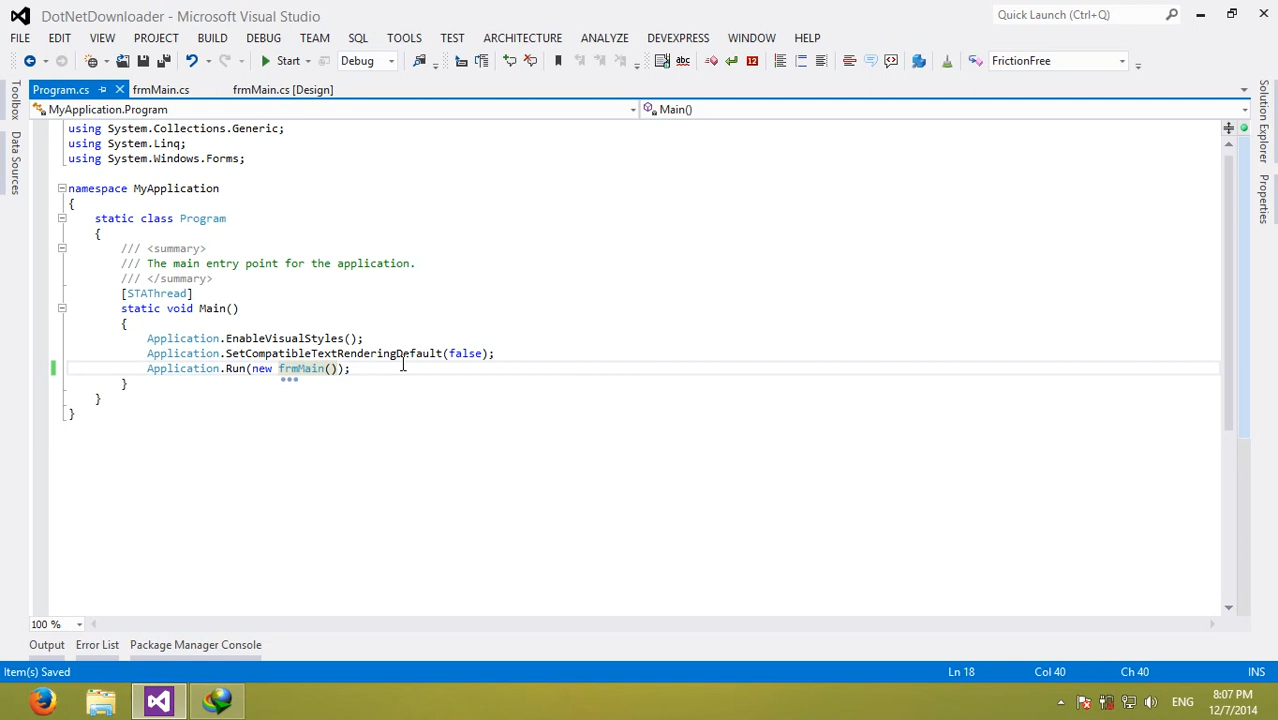 DotNetDownloader - Microsoft Visual Studio
Quick Launch (Ctrl+Q)
FILE EDIT VIEW PROJECT BUILD DEBUG TEAM SQL TOOLS TEST ARCHITECTURE ANALYZE DEVEXPRESS WINDOW HELP
Start Debug FrictionFree
Program.cs frmMain.cs frmMain.cs [Design]
MyApplication.Program Main()
Toolbox
Data Sources
Solution Explorer
Properties
using System.Collections.Generic;
using System.Linq;
using System.Windows.Forms;
namespace MyApplication
{
static class Program
{
/// <summary>
/// The main entry point for the application.
/// </summary>
[STAThread]
static void Main()
{
Application.EnableVisualStyles();
Application.SetCompatibleTextRenderingDefault(false);
Application.Run(new frmMain());
}
}
}
100 %
Output Error List Package Manager Console
Item(s) Saved Ln 18 Col 40 Ch 40 INS
ENG
8:07 PM
12/7/2014